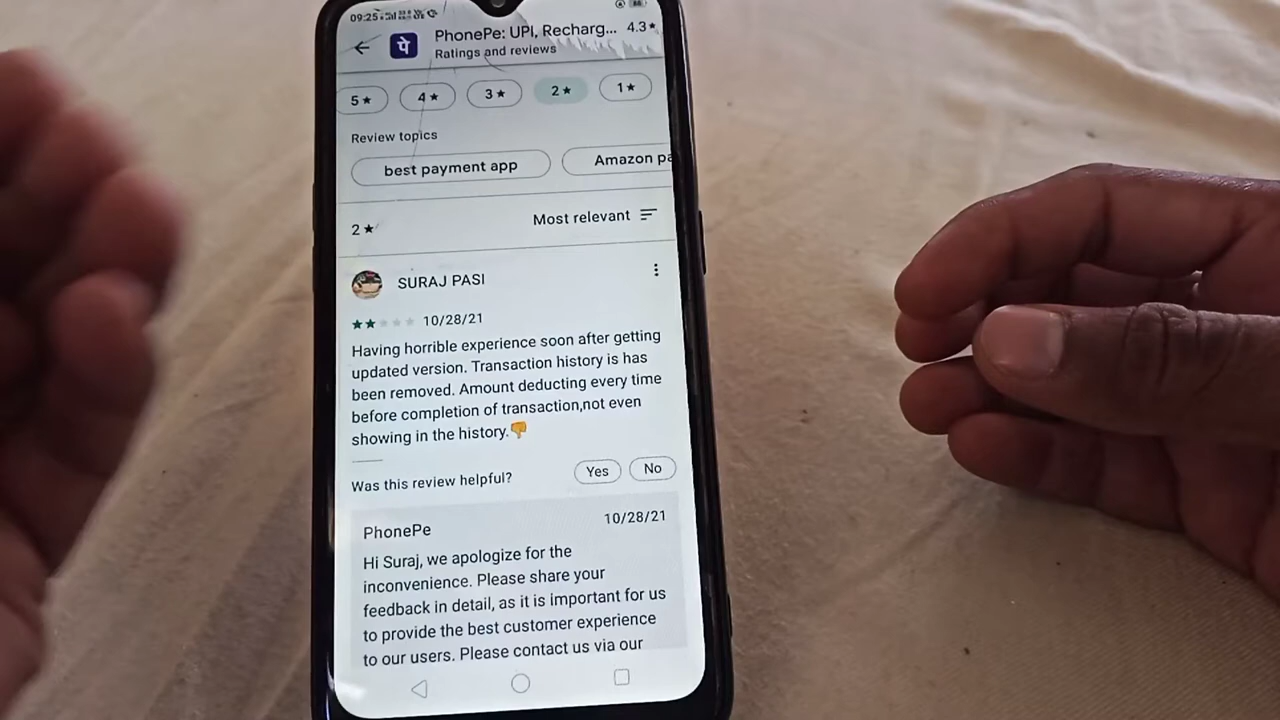 09:25
PhonePe: UPI, Recharg... 4.3★
Ratings and reviews
पे
5★ 4★ 3★ 2★ 1★
Review topics
best payment app Amazon pa
2★ Most relevant
SURAJ PASI
10/28/21
Having horrible experience soon after getting
updated version. Transaction history is has
been removed. Amount deducting every time
before completion of transaction,not even
showing in the history.👎
Was this review helpful? Yes No
PhonePe 10/28/21
Hi Suraj, we apologize for the
inconvenience. Please share your
feedback in detail, as it is important for us
to provide the best customer experience
to our users. Please contact us via our